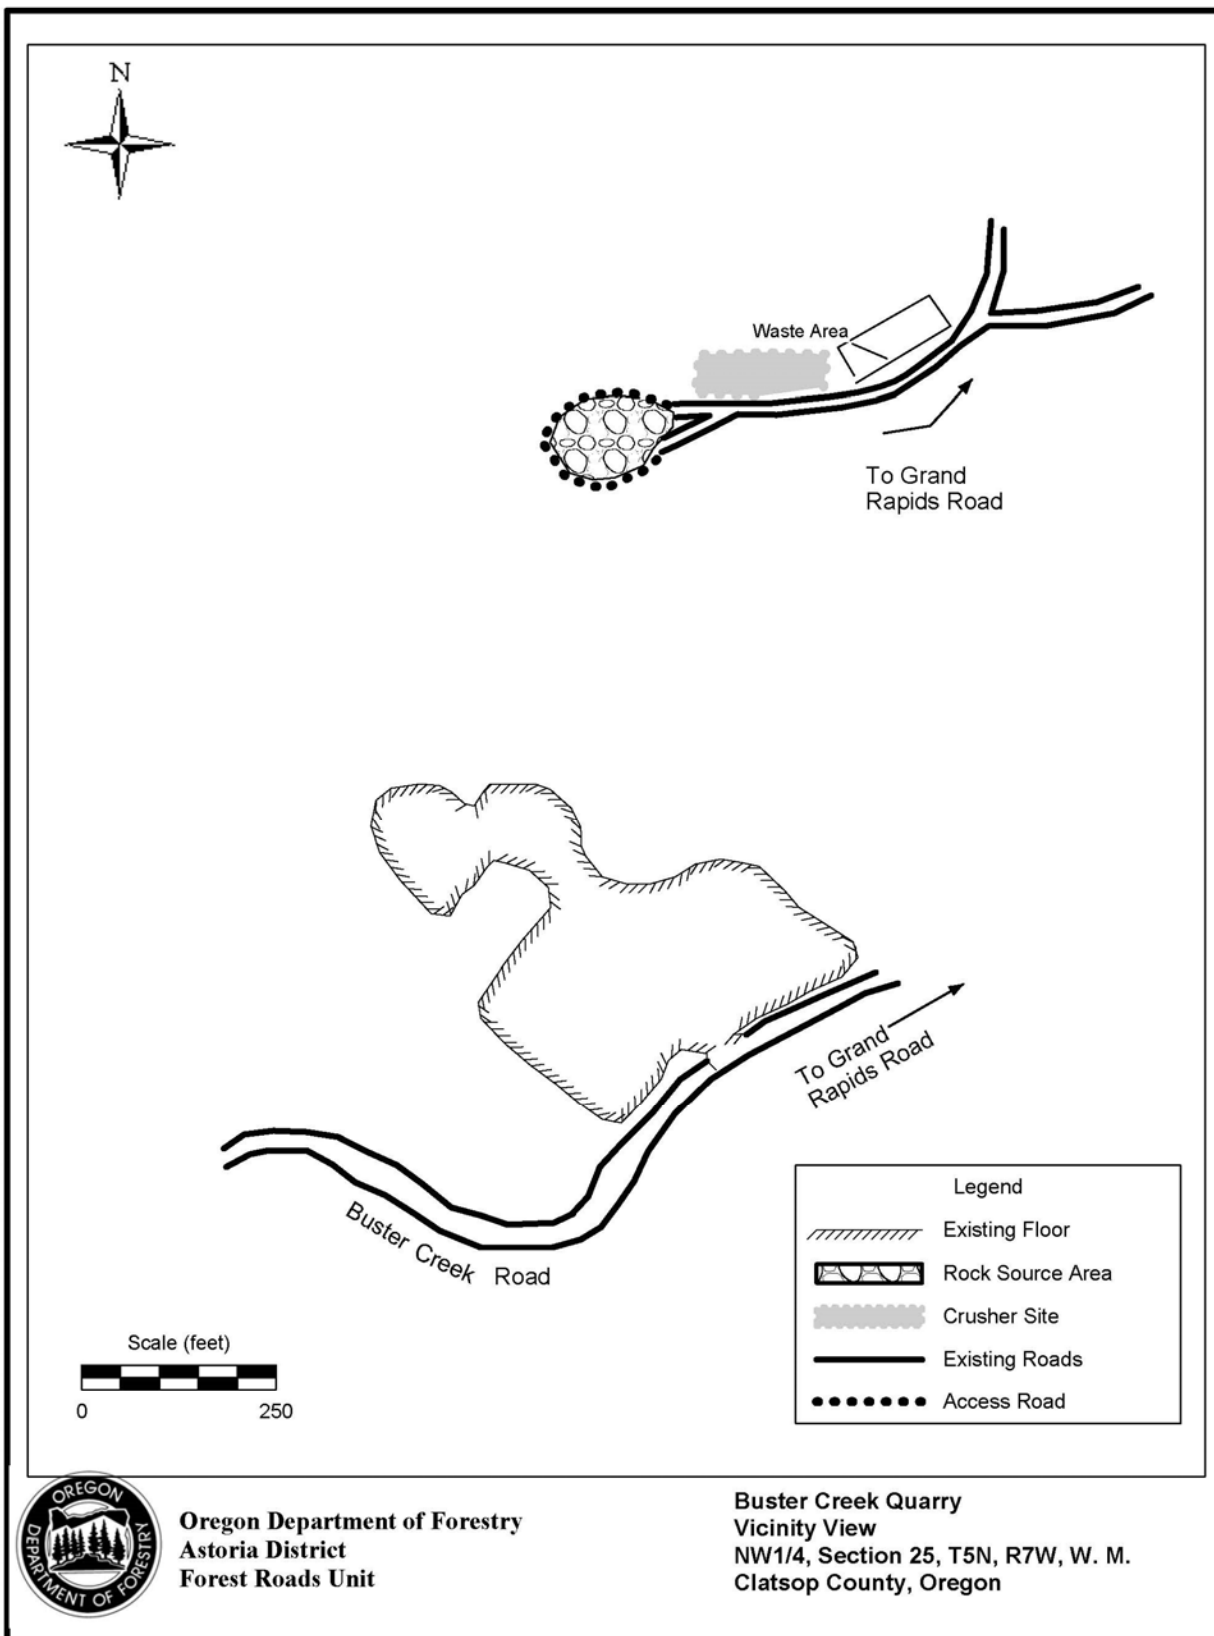 N
Waste Area
To Grand
Rapids Road
To Grand
Rapids Road
Buster Creek Road
Legend
Existing Floor
Rock Source Area
Crusher Site
Existing Roads
Access Road
Scale (feet)
0 250
OREGON
DEPARTMENT OF FORESTRY
Oregon Department of Forestry
Astoria District
Forest Roads Unit
Buster Creek Quarry
Vicinity View
NW1/4, Section 25, T5N, R7W, W. M.
Clatsop County, Oregon